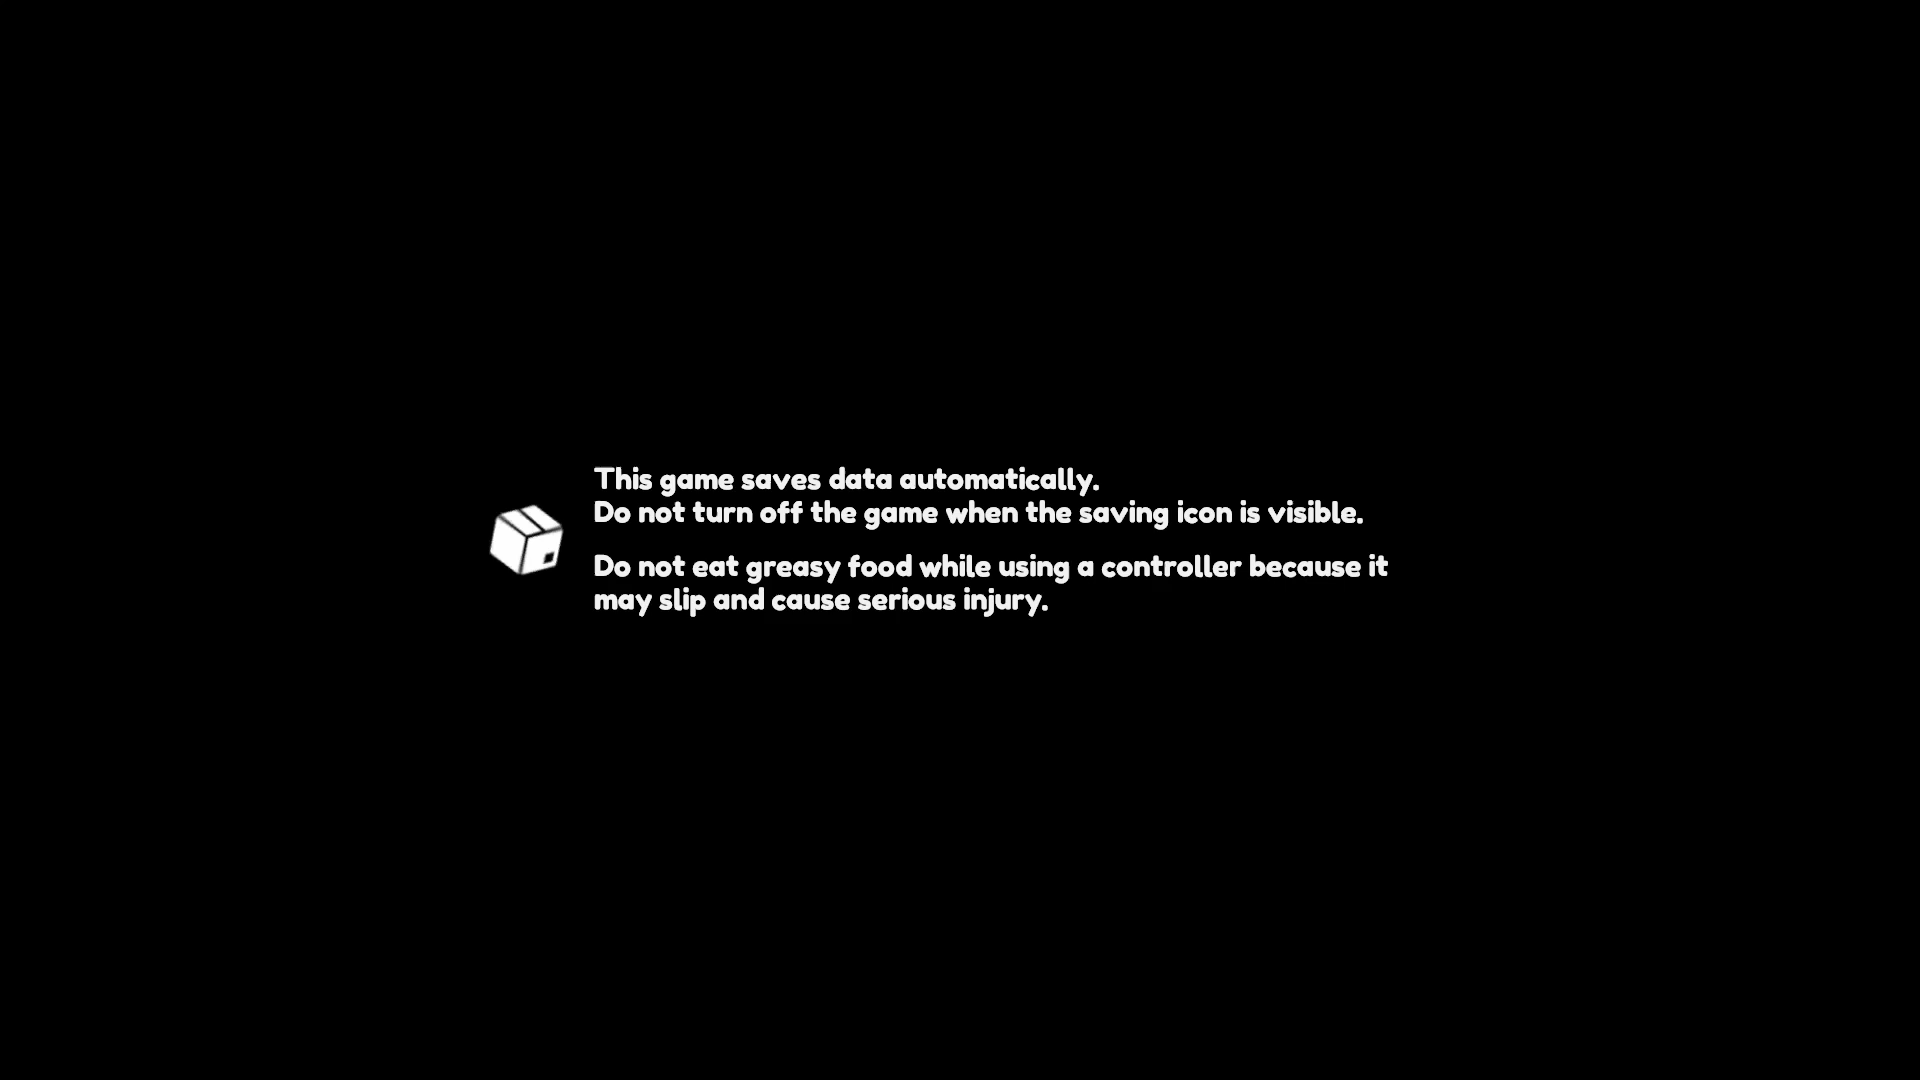 This game saves data automatically.
Do not turn off the game when the saving icon is visible.
Do not eat greasy food while using a controller because it
may slip and cause serious injury.